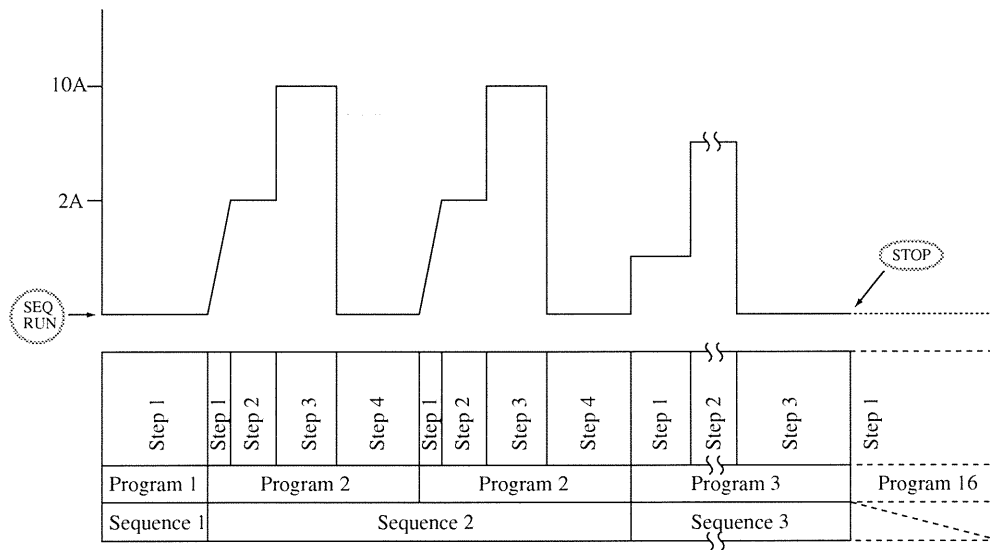 10A
2A
SEQ
RUN
STOP
Step 1
Step 1
Step 2
Step 3
Step 4
Step 1
Step 2
Step 3
Step 4
Step 1
Step 2
Step 3
Step 1
Program 1
Program 2
Program 2
Program 3
Program 16
Sequence 1
Sequence 2
Sequence 3